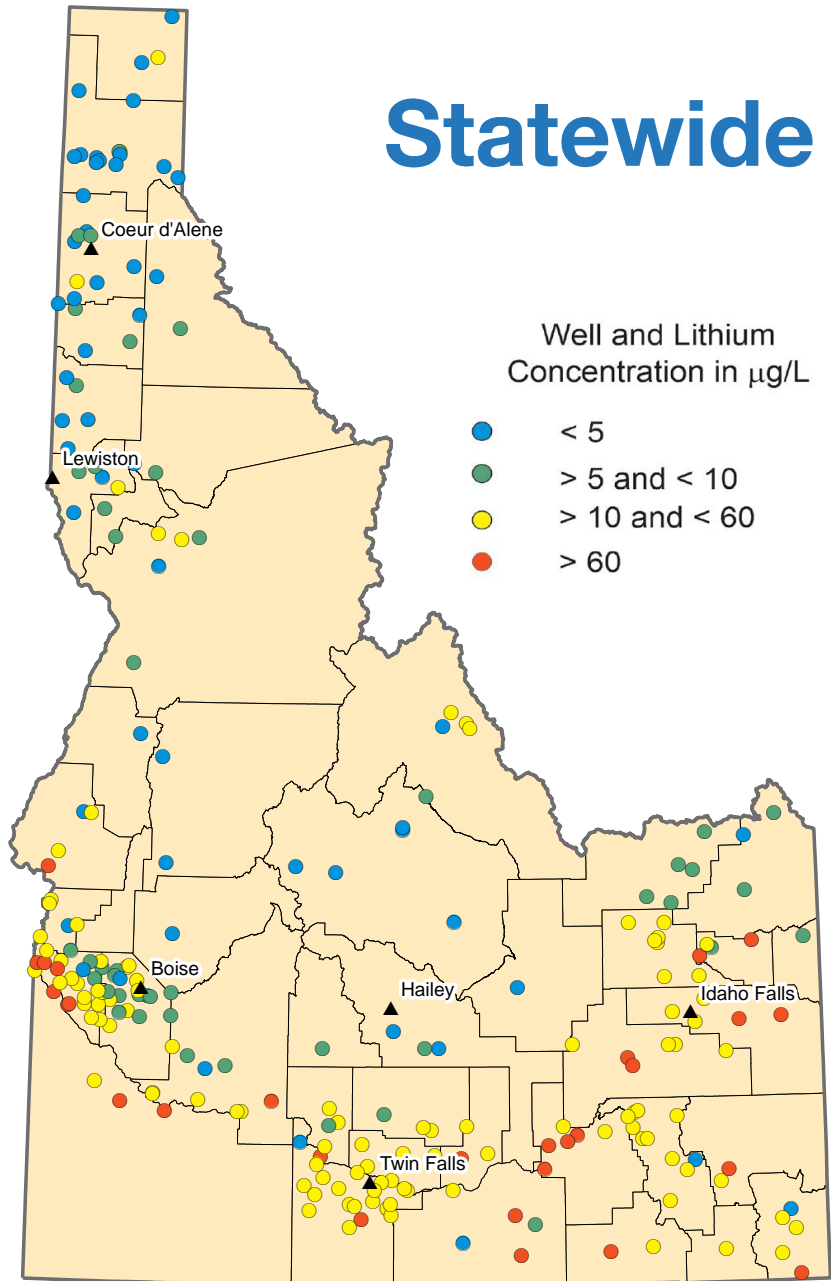 Statewide
Coeur d'Alene
Well and Lithium
Concentration in µg/L
< 5
> 5 and < 10
> 10 and < 60
> 60
Lewiston
Boise
Hailey
Idaho Falls
Twin Falls